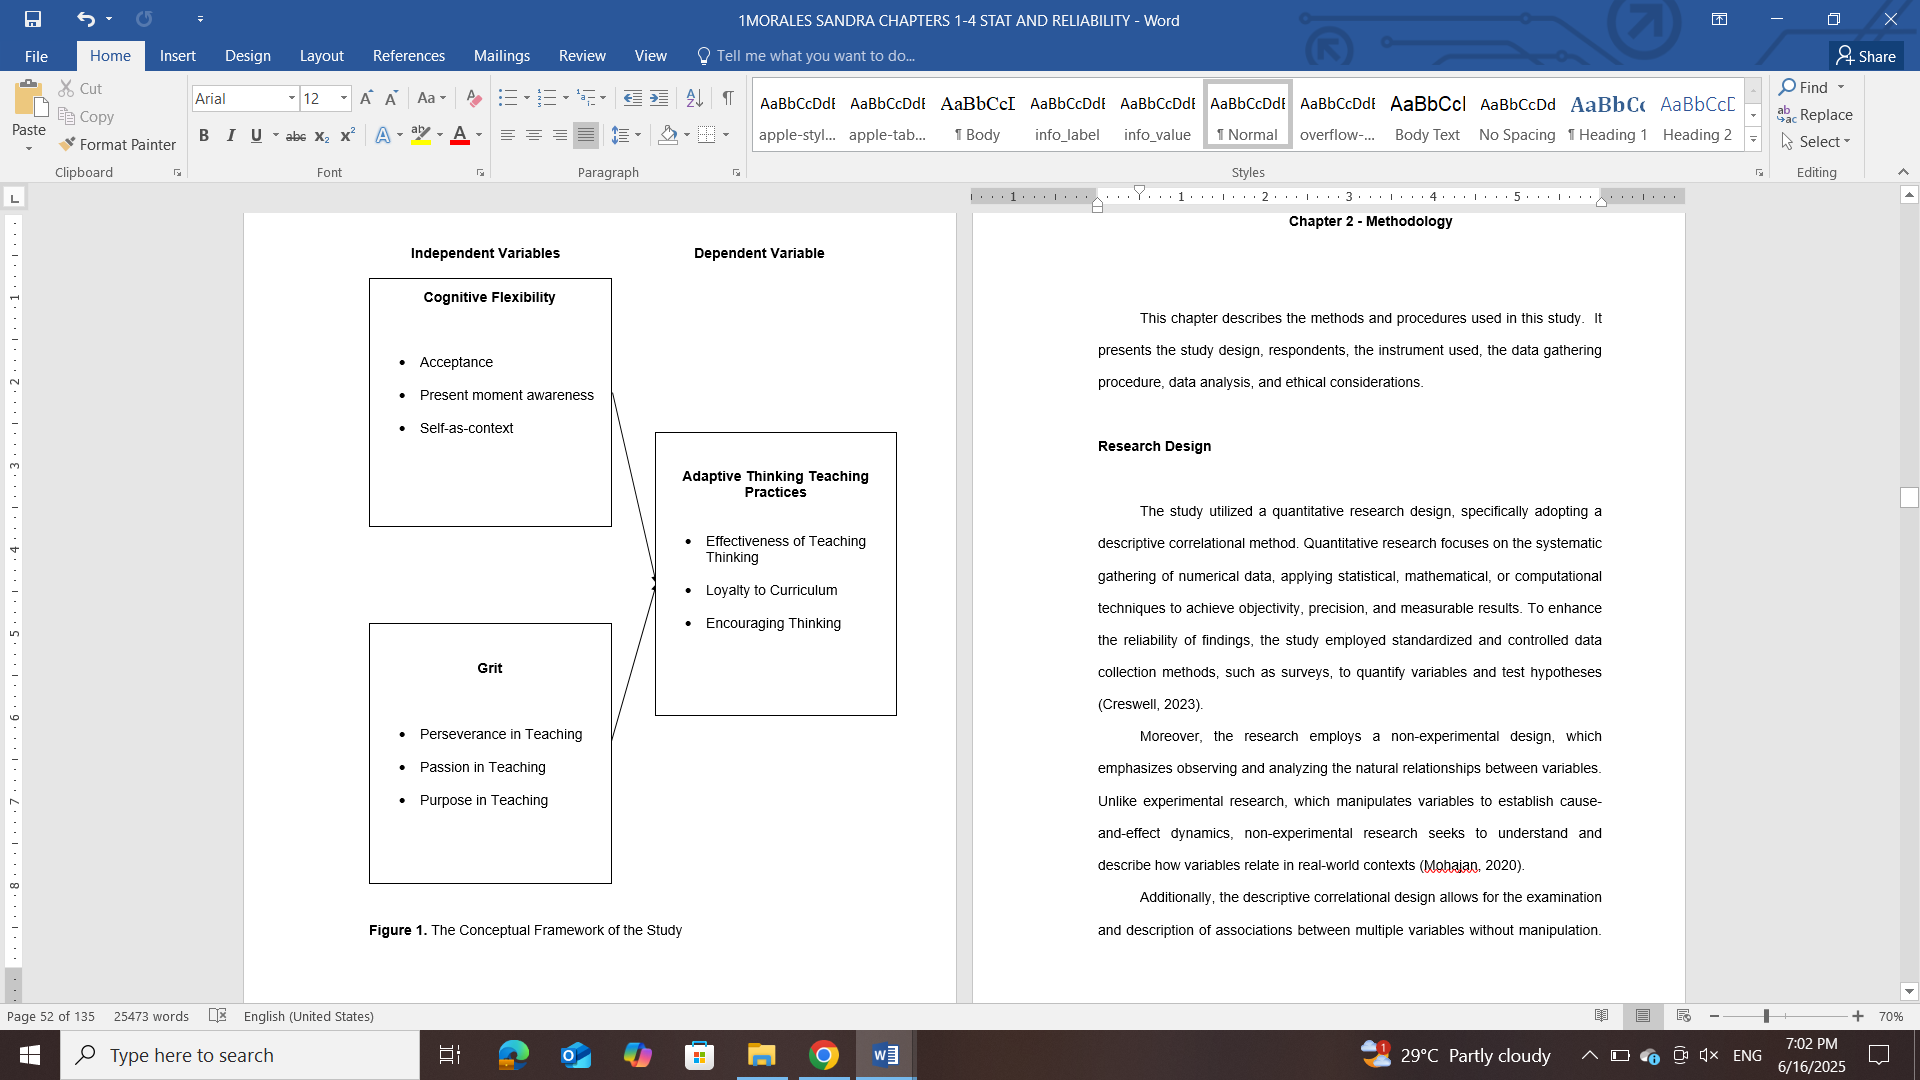 1MORALES SANDRA CHAPTERS 1-4 STAT AND RELIABILITY - Word
File Home Insert Design Layout References Mailings Review View Tell me what you want to do... Share
Paste
Cut
Copy
Format Painter
Clipboard
Arial 12
Font
Paragraph
AaBbCcDdE AaBbCcDdE AaBbCcI AaBbCcDdE AaBbCcDdE AaBbCcDdE AaBbCcDdE AaBbCcI AaBbCcDd AaBbCc AaBbCcD
apple-styl... apple-tab... ¶ Body info_label info_value ¶ Normal overflow-... Body Text No Spacing ¶ Heading 1 Heading 2
Styles
Find
Replace
Select
Editing
Independent Variables
Dependent Variable
Cognitive Flexibility
• Acceptance
• Present moment awareness
• Self-as-context
Adaptive Thinking Teaching
Practices
• Effectiveness of Teaching
Thinking
• Loyalty to Curriculum
• Encouraging Thinking
Grit
• Perseverance in Teaching
• Passion in Teaching
• Purpose in Teaching
Figure 1. The Conceptual Framework of the Study
Chapter 2 - Methodology
This chapter describes the methods and procedures used in this study. It
presents the study design, respondents, the instrument used, the data gathering
procedure, data analysis, and ethical considerations.
Research Design
The study utilized a quantitative research design, specifically adopting a
descriptive correlational method. Quantitative research focuses on the systematic
gathering of numerical data, applying statistical, mathematical, or computational
techniques to achieve objectivity, precision, and measurable results. To enhance
the reliability of findings, the study employed standardized and controlled data
collection methods, such as surveys, to quantify variables and test hypotheses
(Creswell, 2023).
Moreover, the research employs a non-experimental design, which
emphasizes observing and analyzing the natural relationships between variables.
Unlike experimental research, which manipulates variables to establish cause-
and-effect dynamics, non-experimental research seeks to understand and
describe how variables relate in real-world contexts (Mohajan, 2020).
Additionally, the descriptive correlational design allows for the examination
and description of associations between multiple variables without manipulation.
Page 52 of 135 25473 words English (United States) 70%
Type here to search
1 29°C Partly cloudy ENG
7:02 PM
6/16/2025